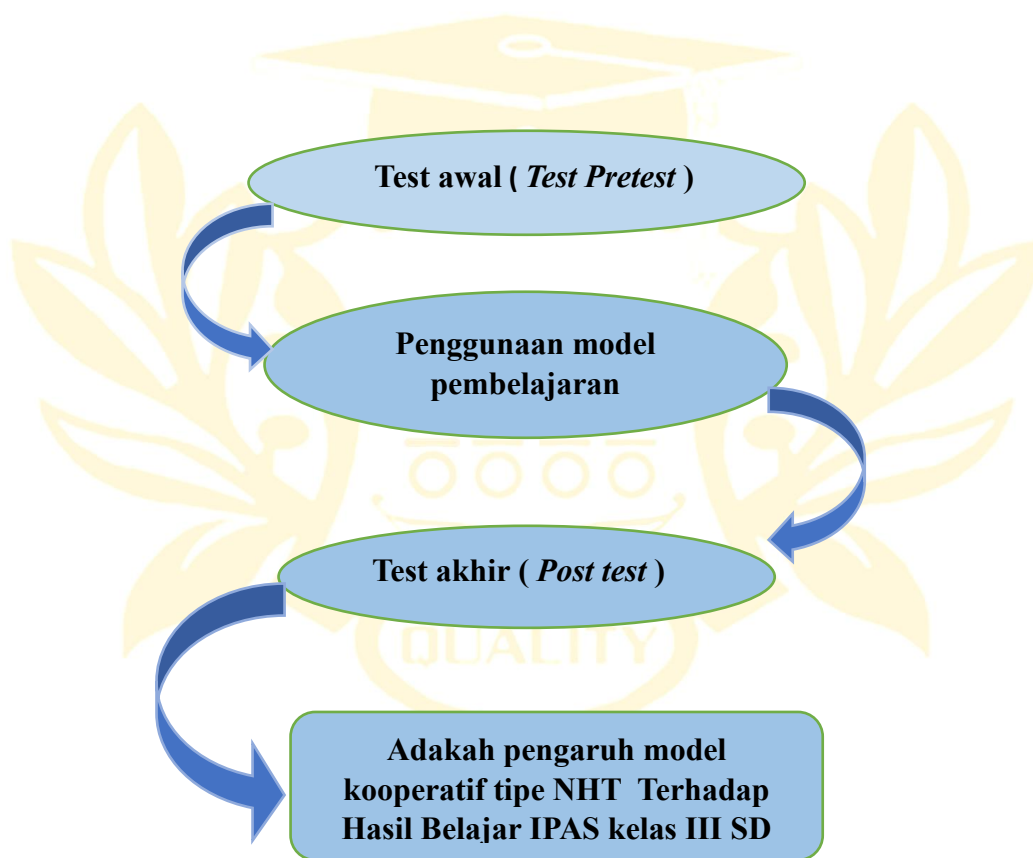 Test awal ( Test Pretest )
Penggunaan model
pembelajaran
Test akhir ( Post test )
QUALITY
Adakah pengaruh model
kooperatif tipe NHT Terhadap
Hasil Belajar IPAS kelas III SD